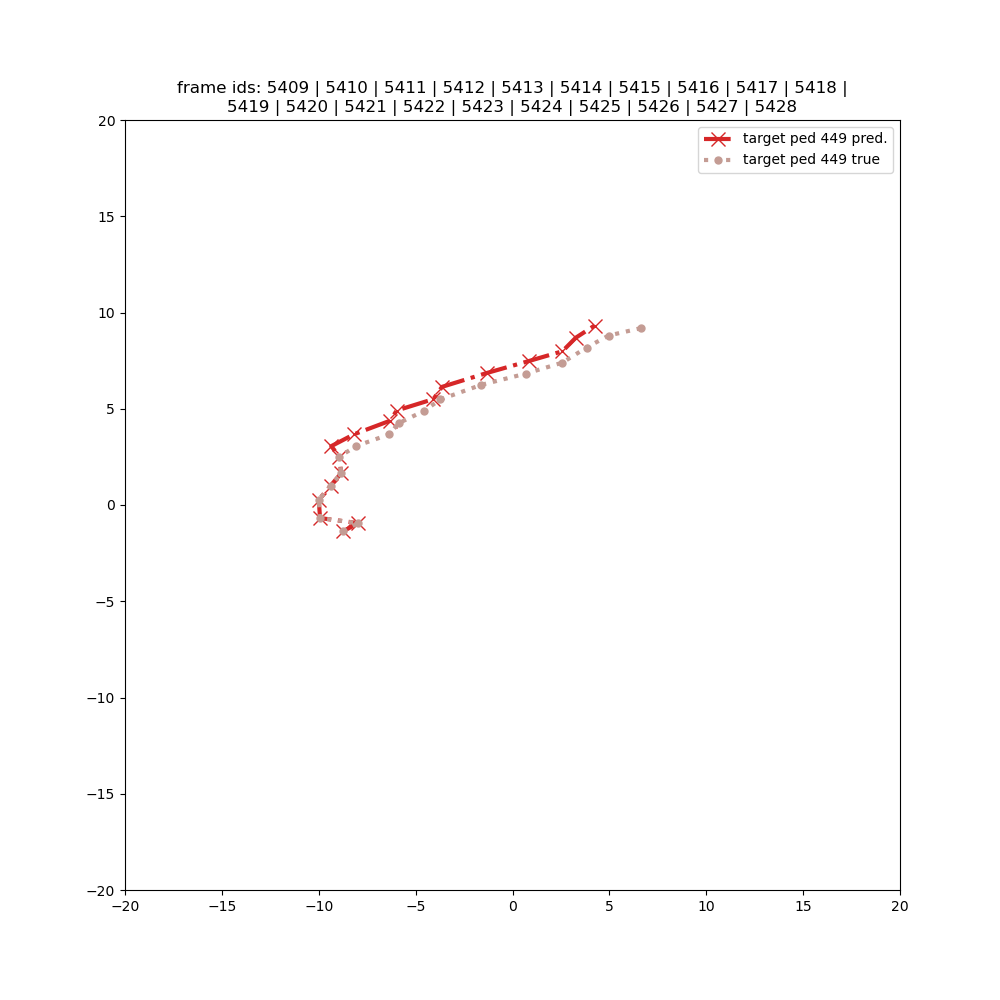 frame ids: 5409 | 5410 | 5411 | 5412 | 5413 | 5414 | 5415 | 5416 | 5417 | 5418 |
5419 | 5420 | 5421 | 5422 | 5423 | 5424 | 5425 | 5426 | 5427 | 5428
target ped 449 pred.
target ped 449 true
20
15
10
5
0
−5
−10
−15
−20
−20 −15 −10 −5 0 5 10 15 20